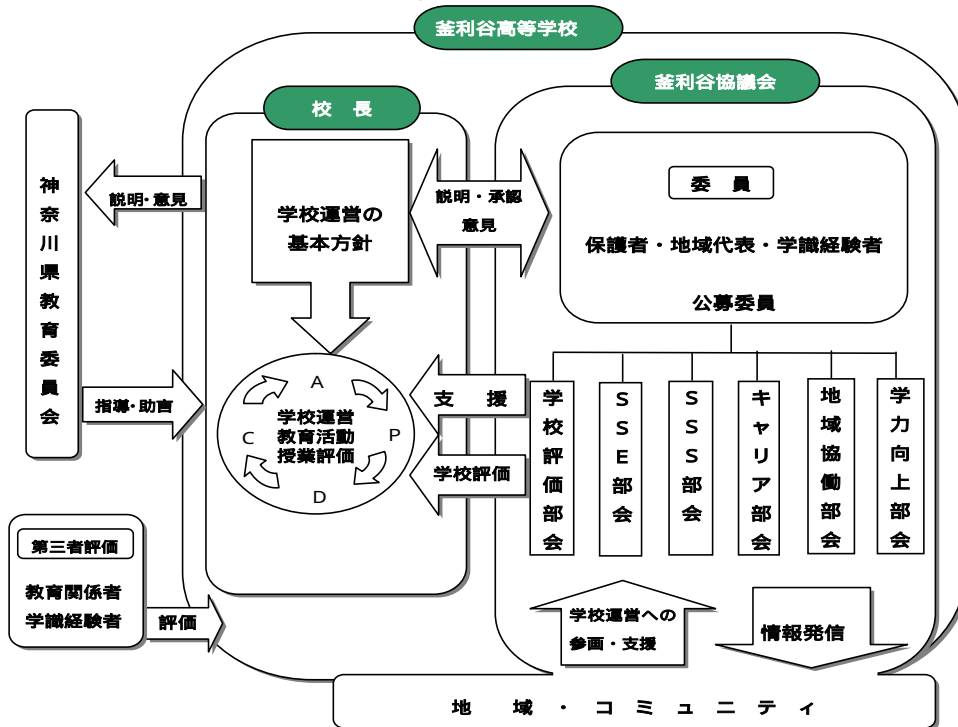 釜利谷高等学校
釜利谷協議会
校 長
神奈川県教育委員会
説明・意見
学校運営の
基本方針
説明・承認
意見
委 員
保護者・地域代表・学識経験者
公募委員
指導・助言
A
P
D
C
学校運営
教育活動
授業評価
支 援
学校評価
学校評価部会
SSE部会
SSS部会
キャリア部会
地域協働部会
学力向上部会
第三者評価
教育関係者
学識経験者
評価
学校運営への
参画・支援
情報発信
地 域 ・ コ ミ ュ ニ テ ィ